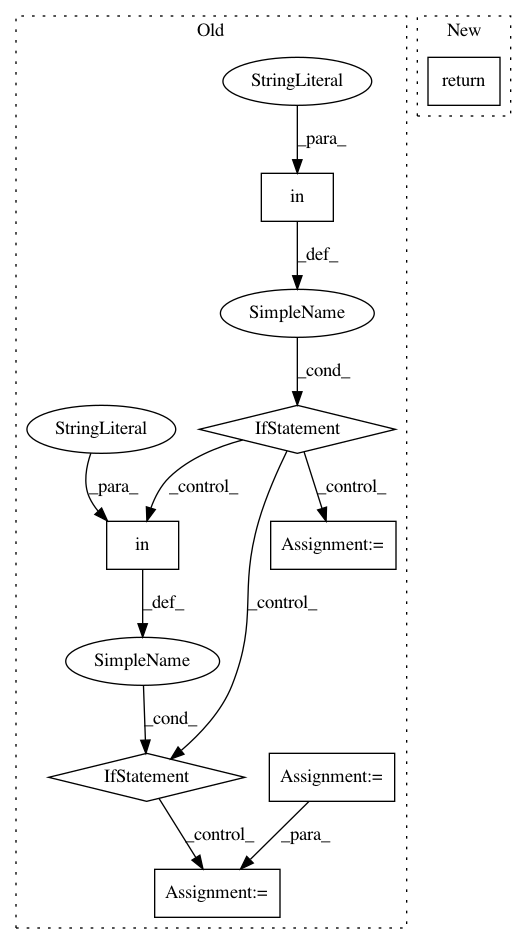 Old
New
StringLiteral
return
_para_
in
_def_
SimpleName
_cond_
StringLiteral
IfStatement
_para_
_control_
_control_
in
Assignment:=
_def_
_control_
SimpleName
_cond_
IfStatement
Assignment:=
_control_
_para_
Assignment:=